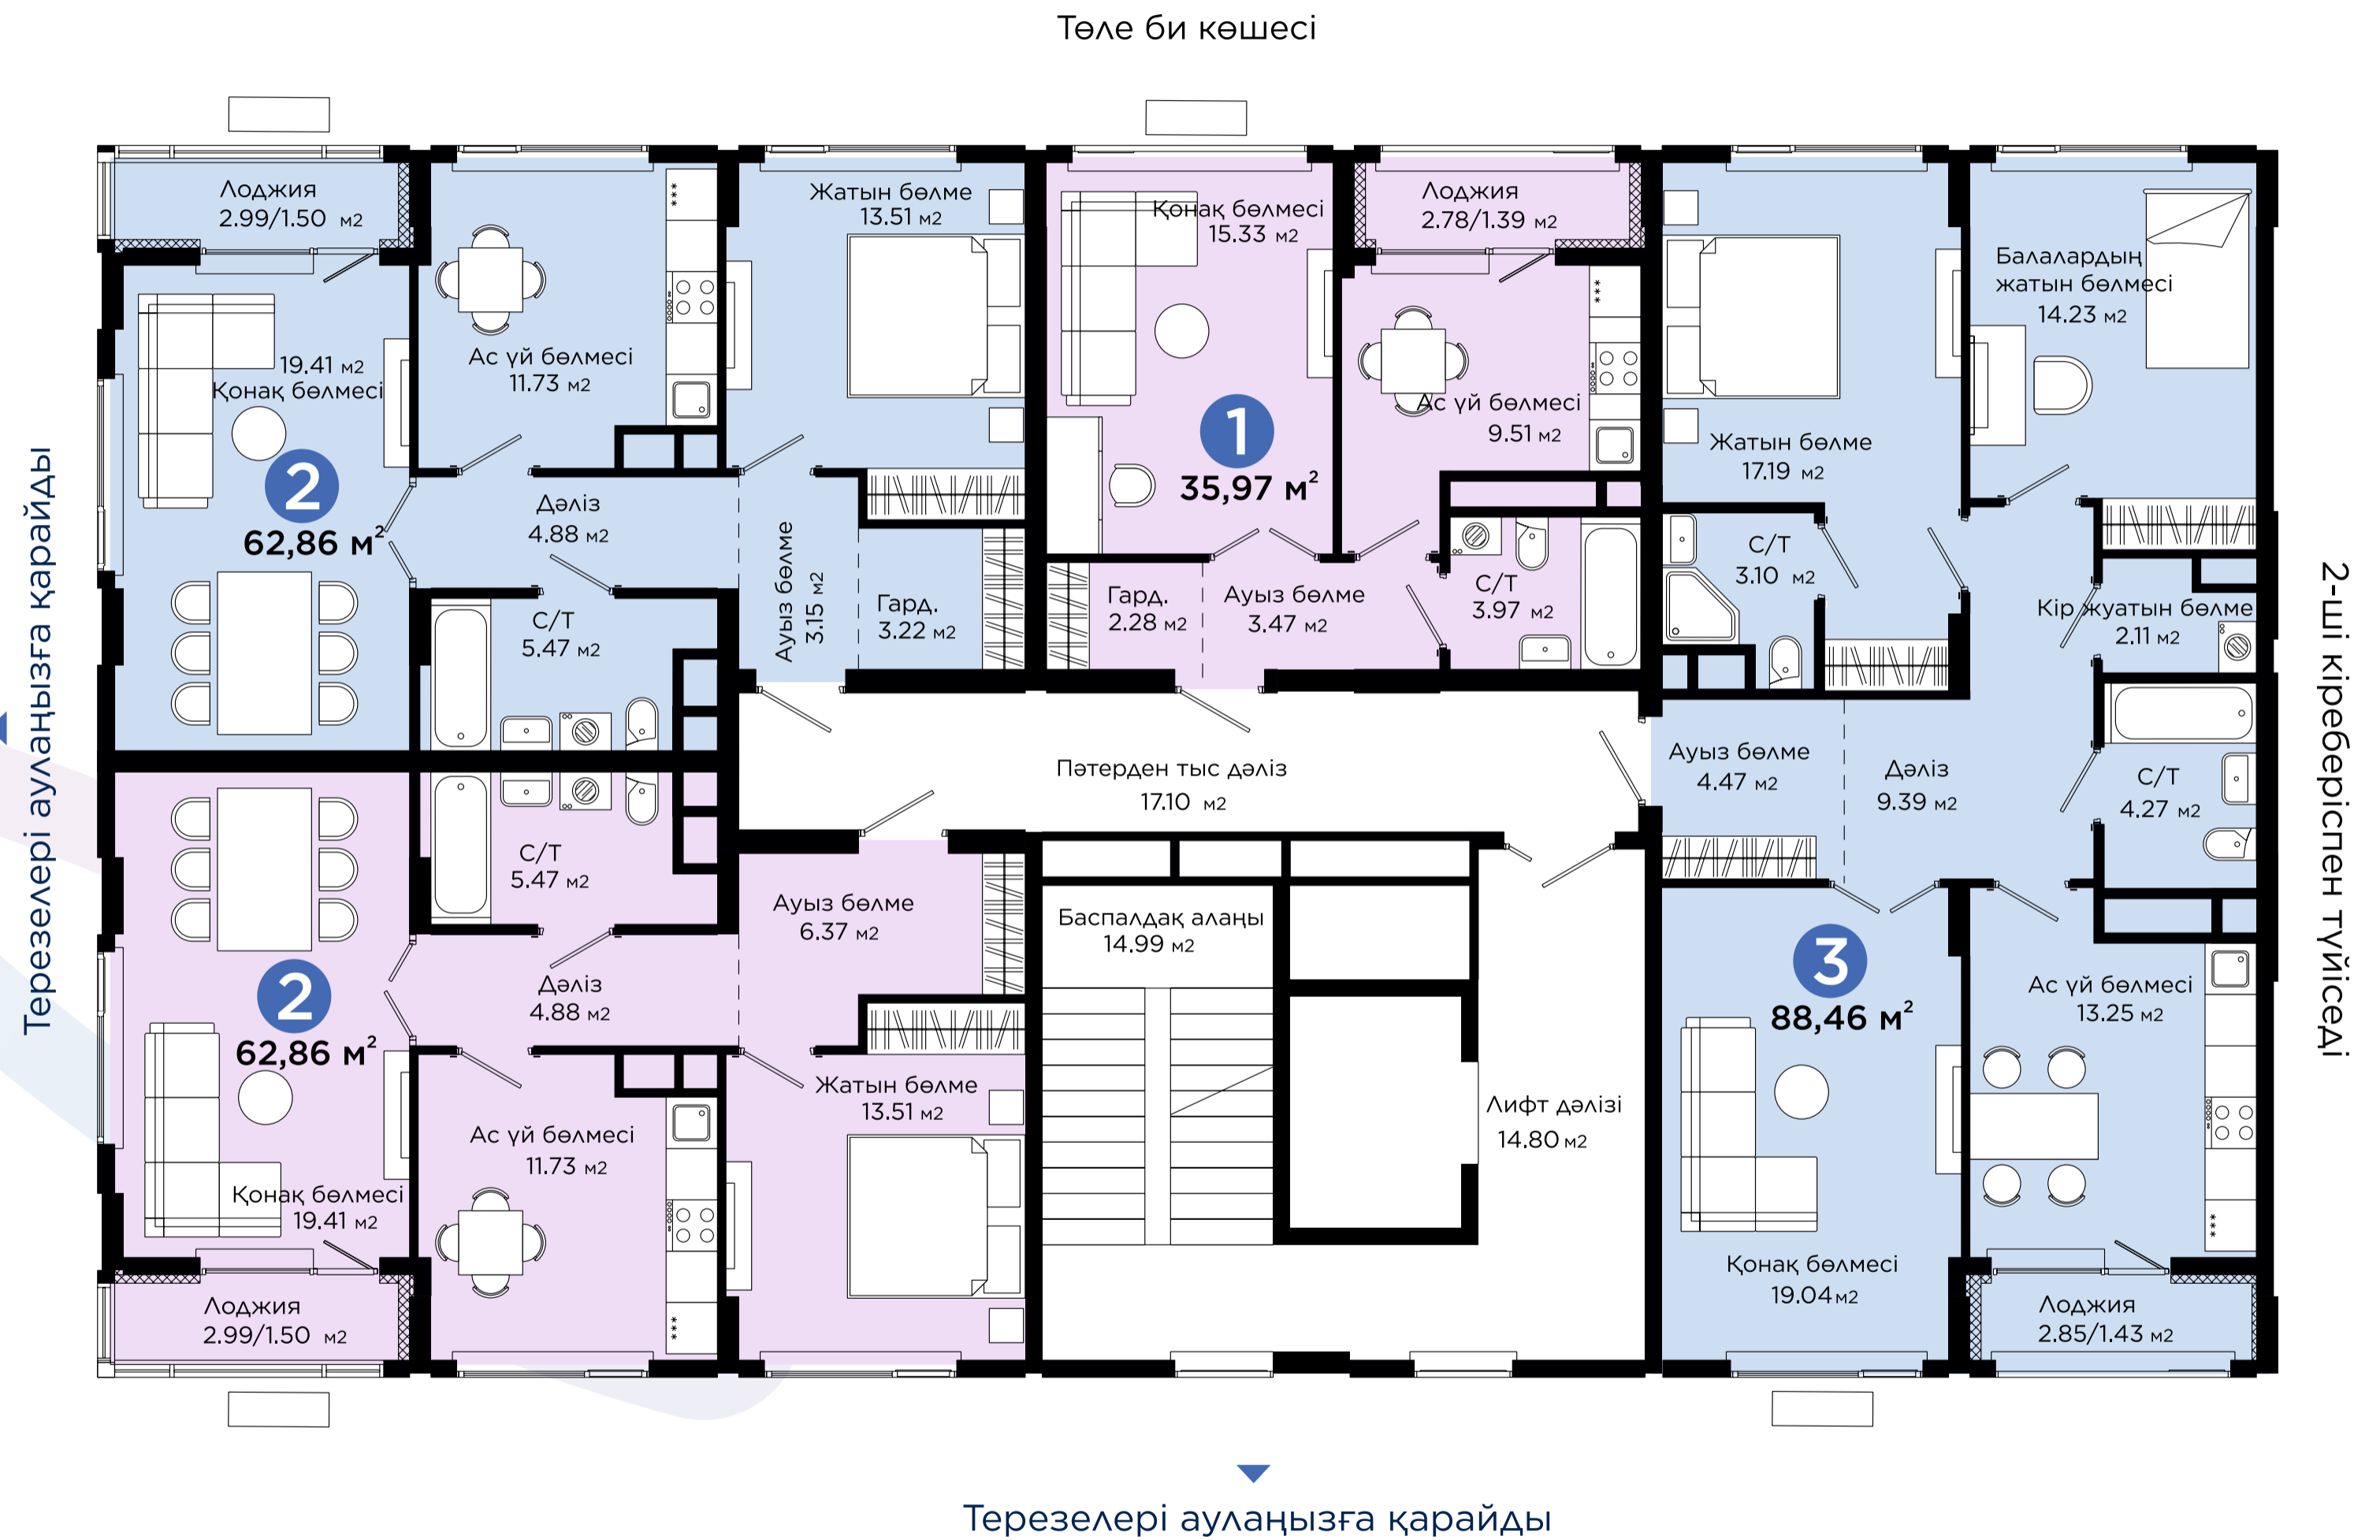 Төле би көшесі
Лоджия
2.99/1.50 м2
19.41 м2
Қонақ бөлмесі
2
62,86 м²
Ас үй бөлмесі
11.73 м2
Жатын бөлме
13.51 м2
Дәліз
4.88 м2
С/Т
5.47 м2
Ауыз бөлме
3.15 м2
Гард.
3.22 м2
Қонақ бөлмесі
15.33 м2
1
35,97 м²
Лоджия
2.78/1.39 м2
Ас үй бөлмесі
9.51 м2
Гард.
2.28 м2
Ауыз бөлме
3.47 м2
С/Т
3.97 м2
Жатын бөлме
17.19 м2
Балалардың
жатын бөлмесі
14.23 м2
С/Т
3.10 м2
Кір жуатын бөлме
2.11 м2
Ауыз бөлме
4.47 м2
Дәліз
9.39 м2
С/Т
4.27 м2
3
88,46 м²
Ас үй бөлмесі
13.25 м2
Қонақ бөлмесі
19.04м2
Лоджия
2.85/1.43 м2
Пәтерден тыс дәліз
17.10 м2
Баспалдақ алаңы
14.99 м2
Лифт дәлізі
14.80 м2
С/Т
5.47 м2
Ауыз бөлме
6.37 м2
Дәліз
4.88 м2
2
62,86 м²
Жатын бөлме
13.51 м2
Ас үй бөлмесі
11.73 м2
Қонақ бөлмесі
19.41 м2
Лоджия
2.99/1.50 м2
Терезелері аулаңызға қарайды
2-ші кіреберіспен түйіседі
Терезелері аулаңызға қарайды